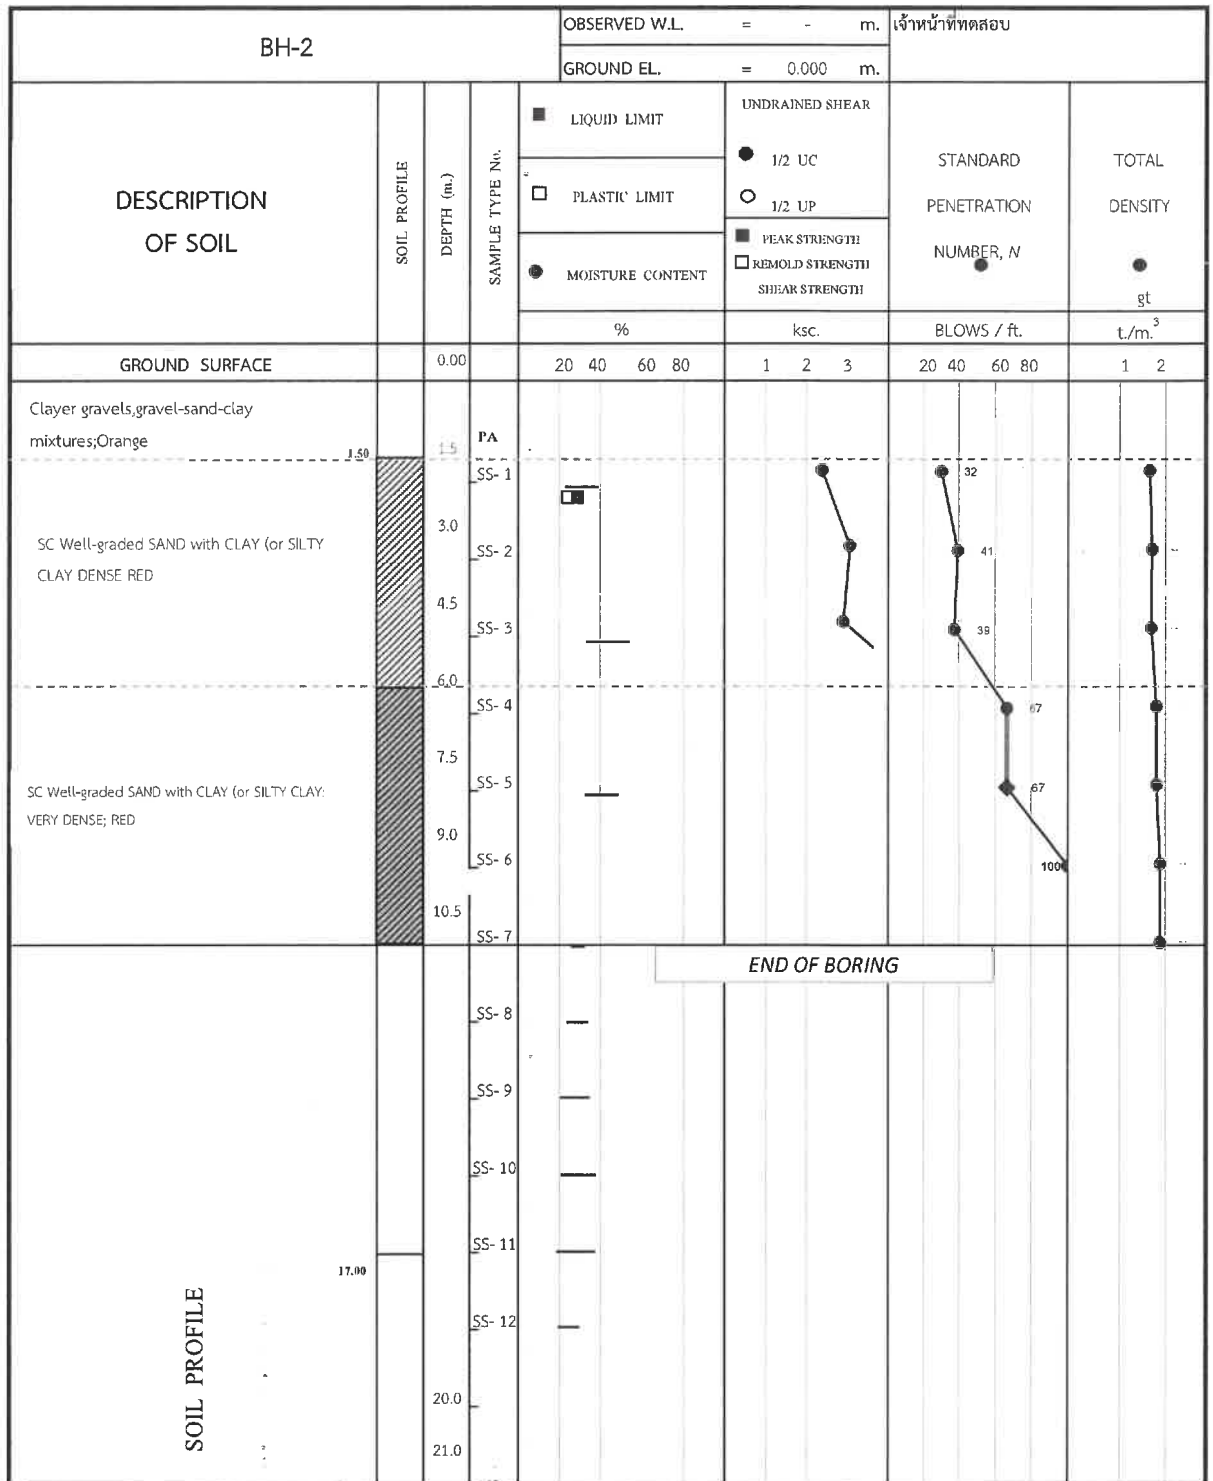 BH-2
OBSERVED W.L. = - m.
เจ้าหน้าที่ทดสอบ
GROUND EL. = 0.000 m.
DESCRIPTION
OF SOIL
SOIL PROFILE
DEPTH (m.)
SAMPLE TYPE No.
LIQUID LIMIT
PLASTIC LIMIT
MOISTURE CONTENT
%
UNDRAINED SHEAR
1/2 UC
1/2 UP
PEAK STRENGTH
REMOLD STRENGTH
SHEAR STRENGTH
ksc.
STANDARD
PENETRATION
NUMBER, N
BLOWS / ft.
TOTAL
DENSITY
gt
t./m.3
GROUND SURFACE
0.00
20 40 60 80
1 2 3
20 40 60 80
1 2
Clayer gravels,gravel-sand-clay
mixtures;Orange
1.50
1.5
PA
SS- 1
32
3.0
SC Well-graded SAND with CLAY (or SILTY
CLAY DENSE RED
SS- 2
41
4.5
SS- 3
39
6.0
SS- 4
67
7.5
SC Well-graded SAND with CLAY (or SILTY CLAY:
VERY DENSE; RED
SS- 5
67
9.0
SS- 6
100
10.5
SS- 7
END OF BORING
SS- 8
SS- 9
SS- 10
SS- 11
17.00
SS- 12
SOIL PROFILE
20.0
21.0